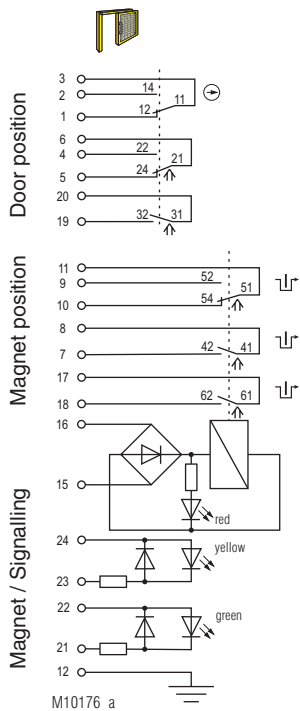 Door position
3
2 14
11
1 12
6
4 22
21
5 24
20
19 32 31
Magnet position
11
9 52
51
10 54
8
7 42 41
17
18 62 61
Magnet / Signalling
16
15
red
24
yellow
23
22
green
21
12
M10176_a